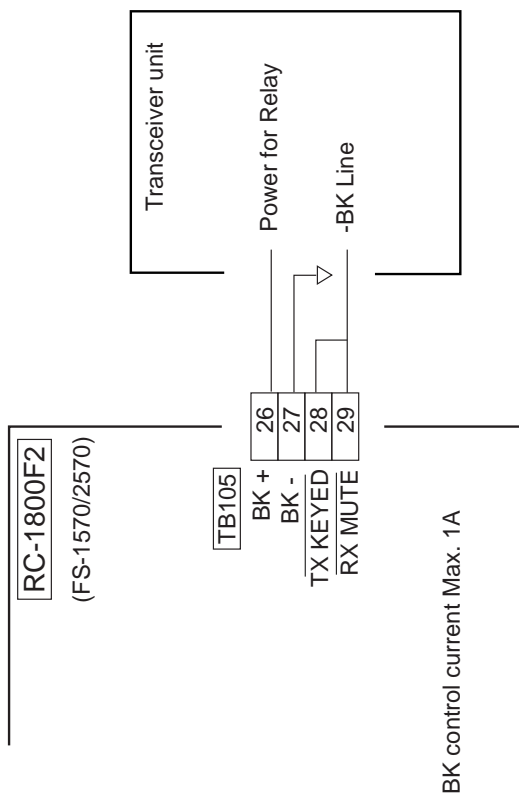 RC-1800F2
(FS-1570/2570)
TB105
BK + 26
BK - 27
TX KEYED 28
RX MUTE 29
BK control current Max. 1A
Transceiver unit
Power for Relay
-BK Line